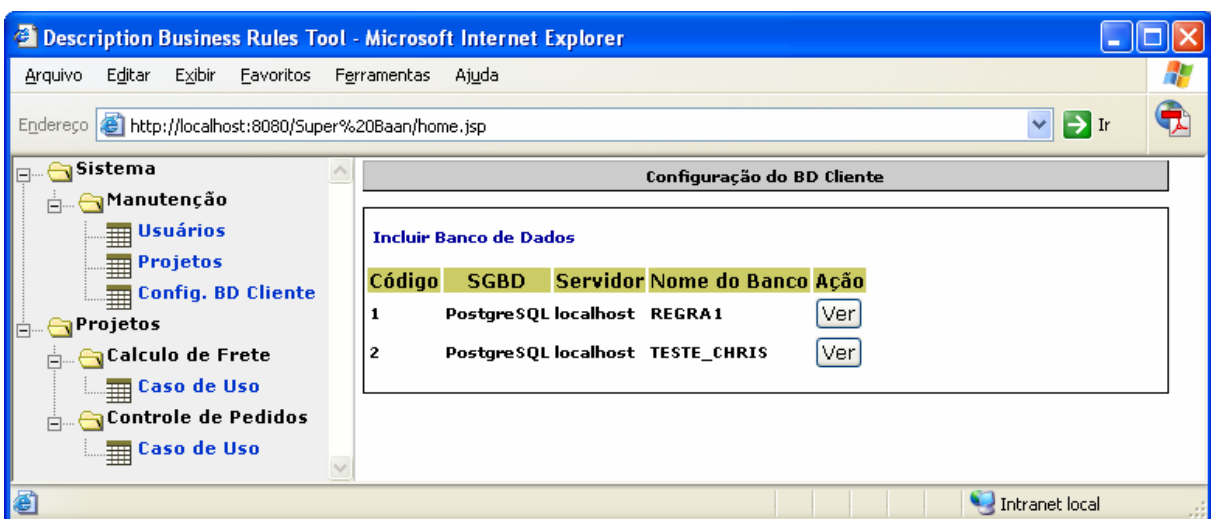 Description Business Rules Tool - Microsoft Internet Explorer
Arquivo Editar Exibir Favoritos Ferramentas Ajuda
Endereço http://localhost:8080/Super%20Baan/home.jsp Ir
Sistema
Manutenção
Usuários
Projetos
Config. BD Cliente
Projetos
Calculo de Frete
Caso de Uso
Controle de Pedidos
Caso de Uso
Configuração do BD Cliente
Incluir Banco de Dados
Código SGBD Servidor Nome do Banco Ação
1 PostgreSQL localhost REGRA1 Ver
2 PostgreSQL localhost TESTE_CHRIS Ver
Intranet local